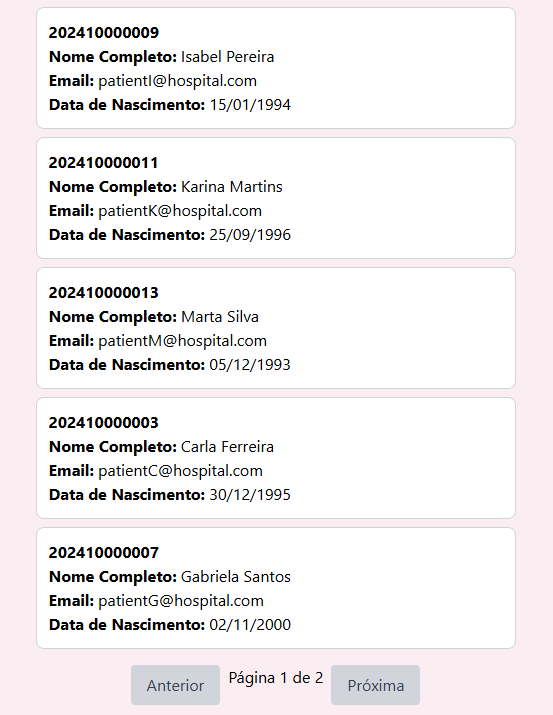 202410000009
Nome Completo: Isabel Pereira
Email: patientI@hospital.com
Data de Nascimento: 15/01/1994
202410000011
Nome Completo: Karina Martins
Email: patientK@hospital.com
Data de Nascimento: 25/09/1996
202410000013
Nome Completo: Marta Silva
Email: patientM@hospital.com
Data de Nascimento: 05/12/1993
202410000003
Nome Completo: Carla Ferreira
Email: patientC@hospital.com
Data de Nascimento: 30/12/1995
202410000007
Nome Completo: Gabriela Santos
Email: patientG@hospital.com
Data de Nascimento: 02/11/2000
Anterior Página 1 de 2 Próxima